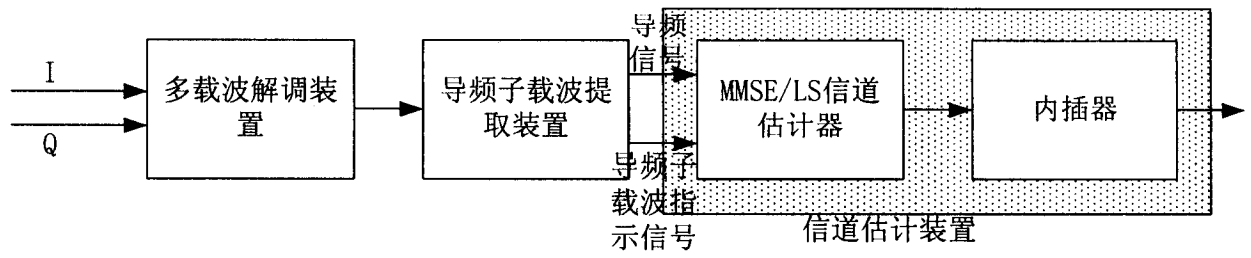 I
Q
多载波解调装
置
导频子载波提
取装置
导频
信号
导频子
载波指
示信号
MMSE/LS信道
估计器
内插器
信道估计装置